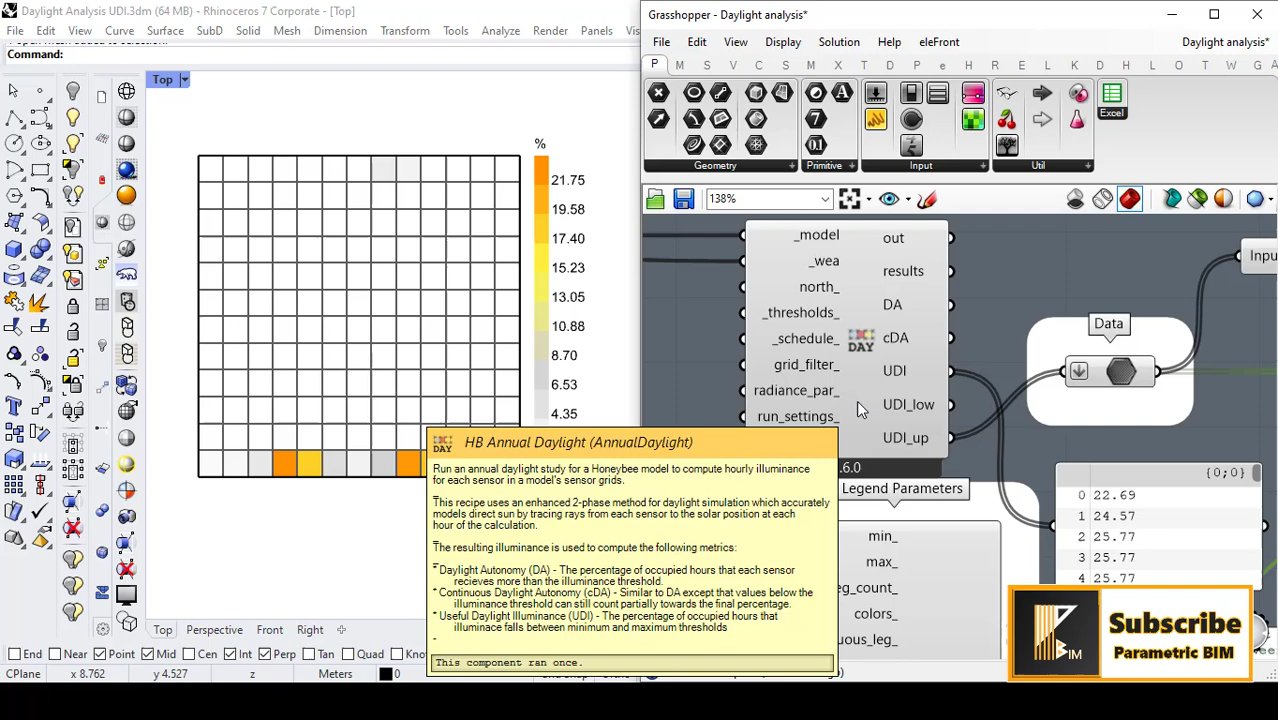 Daylight Analysis UDI.3dm (64 MB) - Rhinoceros 7 Corporate - [Top]
File Edit View Curve Surface SubD Solid Mesh Dimension Transform Tools Analyze Render Panels
Command:
Top
%
21.75
19.58
17.40
15.23
13.05
10.88
8.70
6.53
4.35
Top Perspective Front Right
End Near Point Mid Cen Int Perp Tan Quad
CPlane x 8.762 y 4.527 z Meters 0
Grasshopper - Daylight analysis*
File Edit View Display Solution Help eleFront Daylight analysis*
P M S V C S M X T D P e H S E L K B C D H L O T W G A
Excel
Geometry Primitive Input Util
138%
_model
_wea
north_
_thresholds_
_schedule_
grid_filter_
radiance_par_
run_settings_
DAY
out
results
DA
cDA
UDI
UDI_low
UDI_up
.6.0
Data
Legend Parameters
min_
max_
colors_
{0;0}
0 22.69
1 24.57
2 25.77
3 25.77
4 25.77
DAY HB Annual Daylight (AnnualDaylight)
Run an annual daylight study for a Honeybee model to compute hourly illuminance
for each sensor in a model's sensor grids.
This recipe uses an enhanced 2-phase method for daylight simulation which accurately
models direct sun by tracing rays from each sensor to the solar position at each
hour of the calculation.
The resulting illuminance is used to compute the following metrics:
* Daylight Autonomy (DA) - The percentage of occupied hours that each sensor
recieves more than the illuminance threshold.
* Continuous Daylight Autonomy (cDA) - Similar to DA except that values below the
illuminance threshold can still count partially towards the final percentage.
* Useful Daylight Illuminance (UDI) - The percentage of occupied hours that
illuminace falls between minimum and maximum thresholds
-
This component ran once.
BIM
Subscribe
Parametric BIM